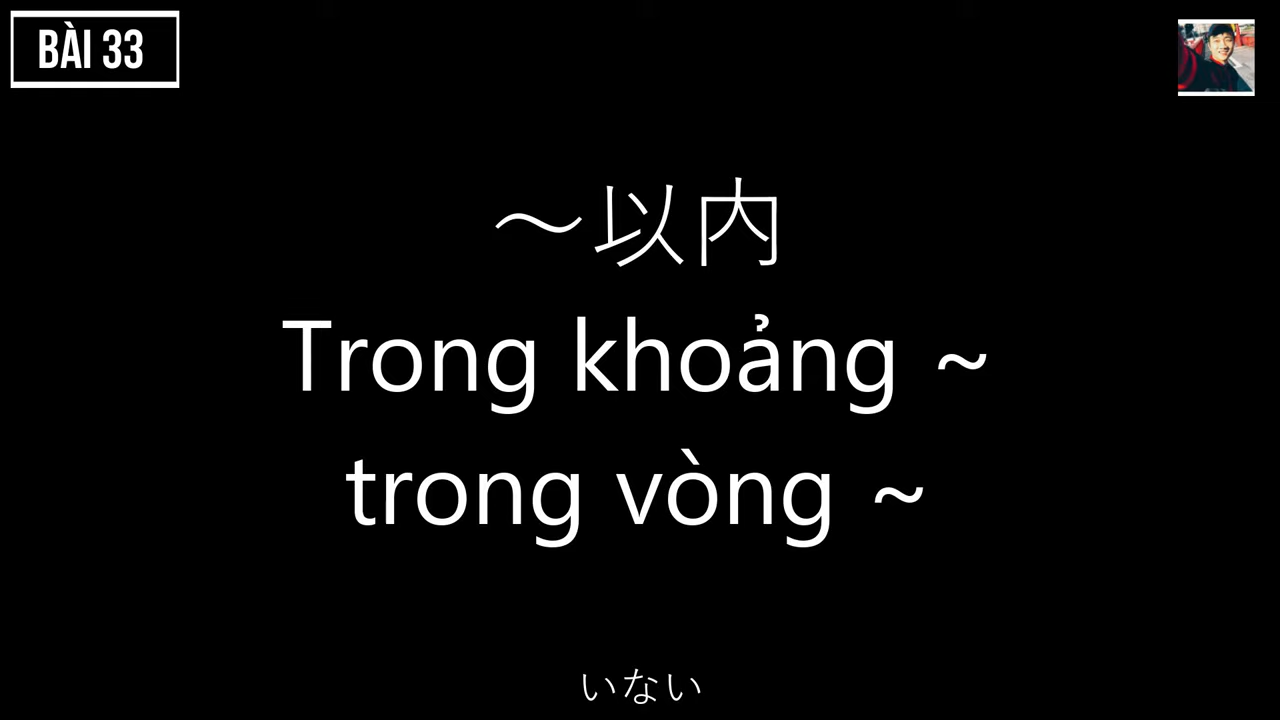 BÀI 33
～以内
Trong khoảng ~
trong vòng ~
いない